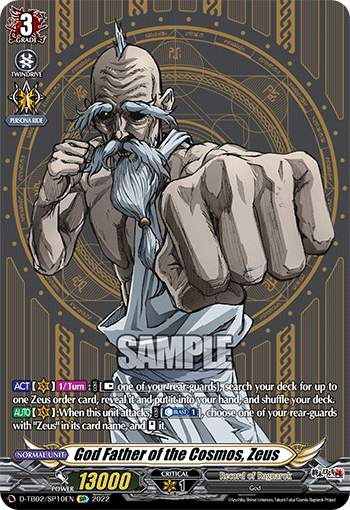 3
GRADE
TWINDRIVE
PERSONA RIDE
SAMPLE
ACT 1/Turn : [ one of your rear-guards], search your deck for up to
one Zeus order card, reveal it and put it into your hand, and shuffle your deck.
AUTO :When this unit attacks, [ BLAST 1 ], choose one of your rear-guards
with "Zeus" in its card name, and it.
NORMAL UNIT God Father of the Cosmos, Zeus
POWER 13000 CRITICAL 1 Record of Ragnarok
God
D-TB02/SP10EN SP 2022